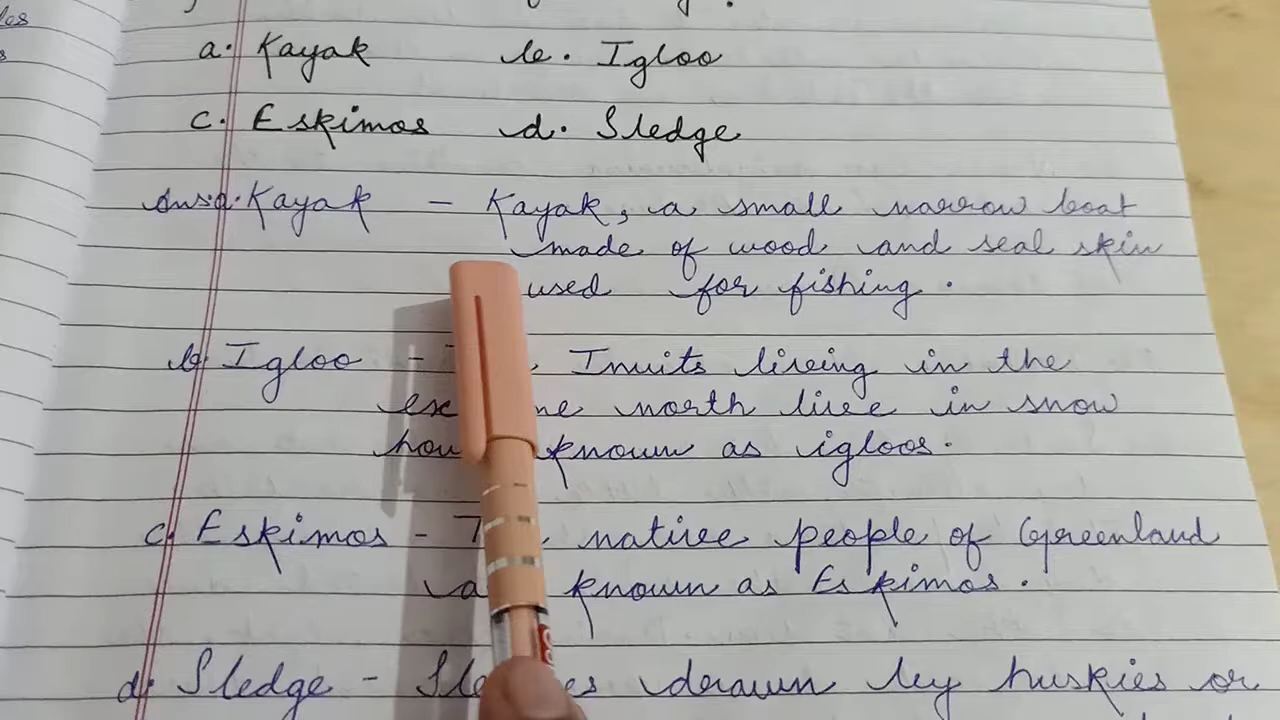 a. Kayak b. Igloo
c. Eskimos d. Sledge
Ans a. Kayak - Kayak, a small narrow boat
made of wood and seal skin
used for fishing.
b. Igloo - Inuits living in the
north live in snow
known as igloos.
c. Eskimos - native people of Greenland
known as Eskimos.
d. Sledge - drawn by huskies or